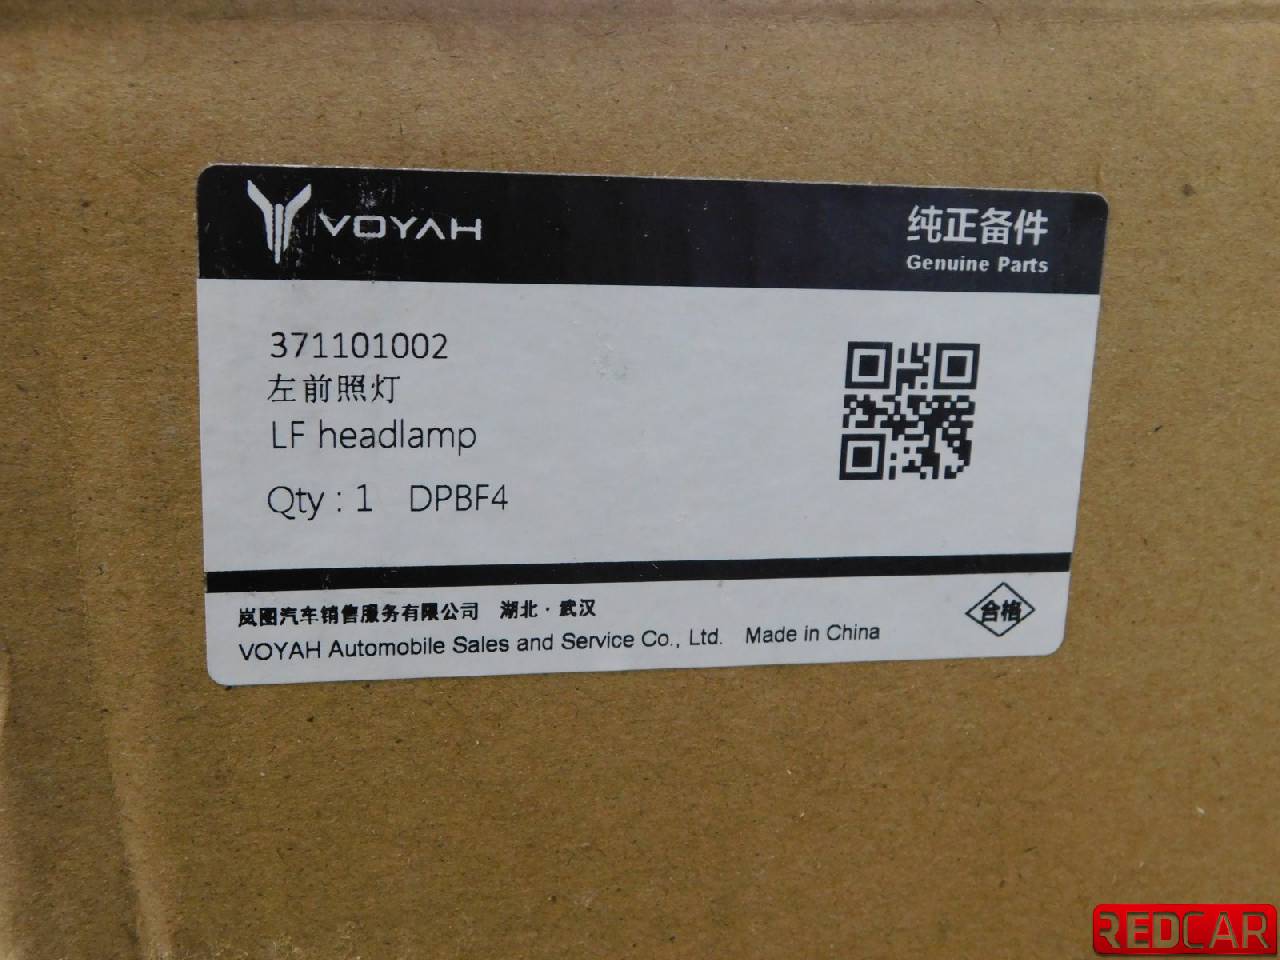 VOYAH
纯正备件
Genuine Parts
371101002
左前照灯
LF headlamp
Qty : 1 DPBF4
岚图汽车销售服务有限公司 湖北·武汉
VOYAH Automobile Sales and Service Co., Ltd. Made in China
合格
REDCAR